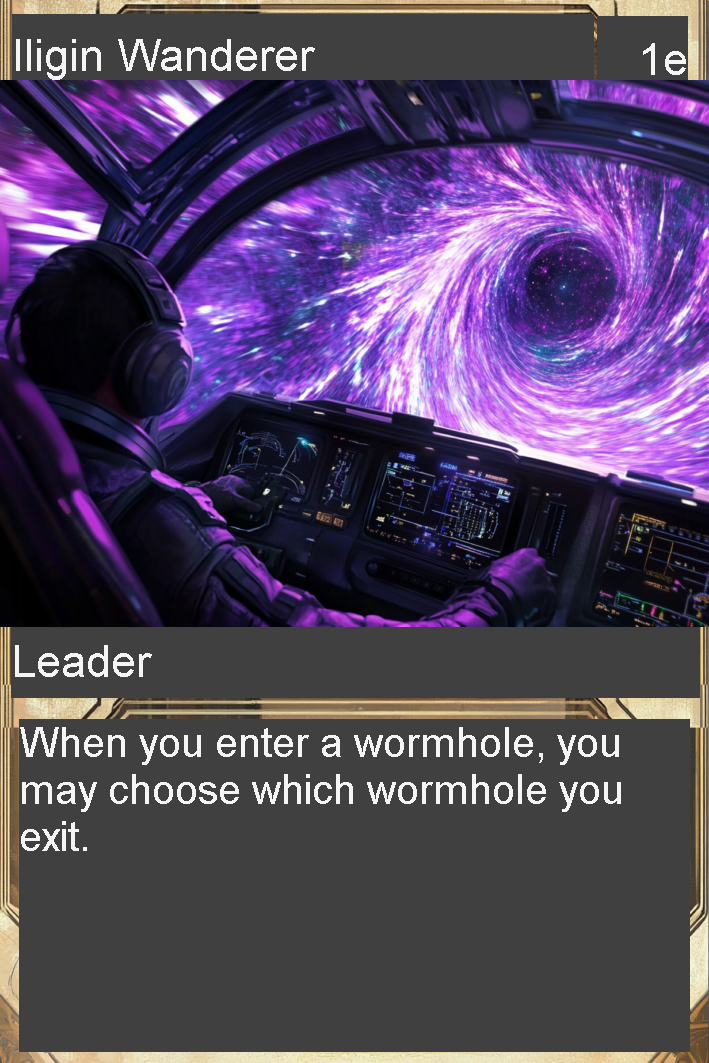 Iligin Wanderer
1e
Leader
When you enter a wormhole, you
may choose which wormhole you
exit.